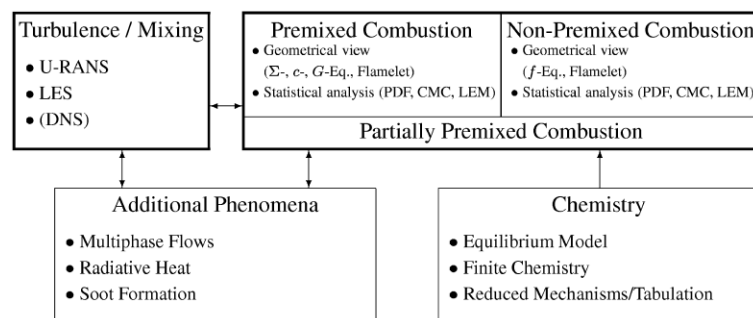 Turbulence / Mixing
● U-RANS
● LES
● (DNS)
Premixed Combustion
● Geometrical view
(Σ-, c-, G-Eq., Flamelet)
● Statistical analysis (PDF, CMC, LEM)
Non-Premixed Combustion
● Geometrical view
(f-Eq., Flamelet)
● Statistical analysis (PDF, CMC, LEM)
Partially Premixed Combustion
Additional Phenomena
● Multiphase Flows
● Radiative Heat
● Soot Formation
Chemistry
● Equilibrium Model
● Finite Chemistry
● Reduced Mechanisms/Tabulation